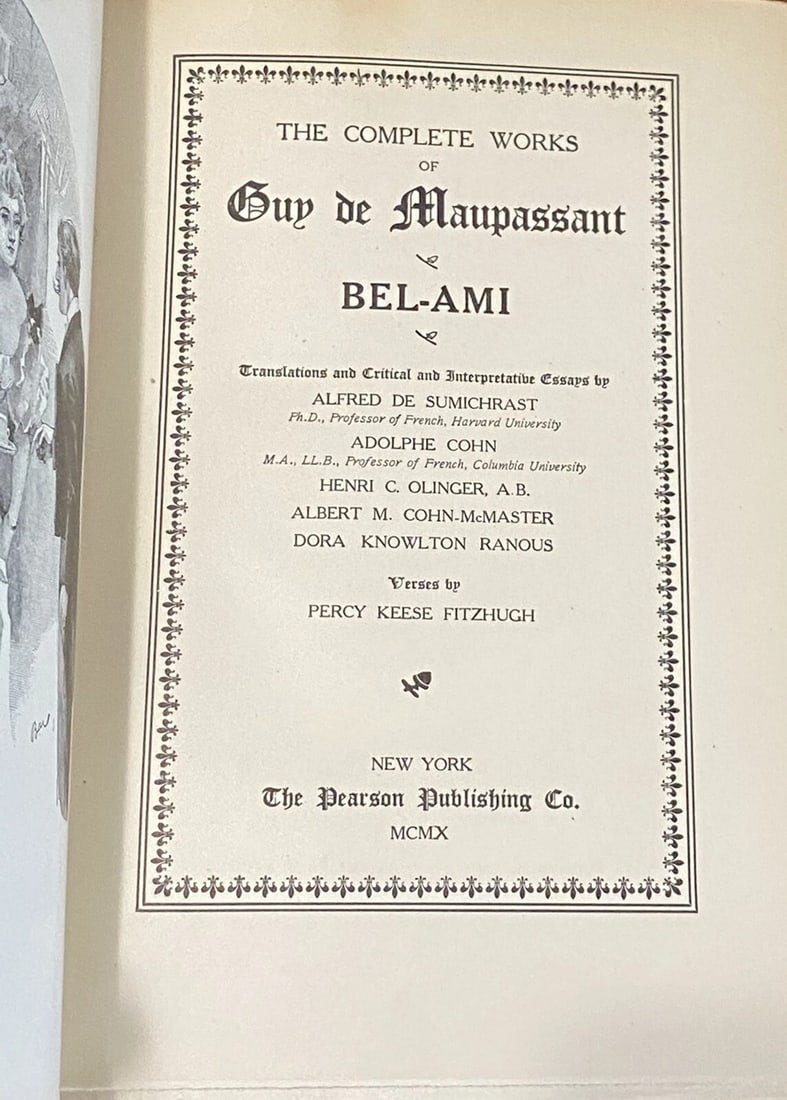 THE COMPLETE WORKS
OF
Guy de Maupassant
BEL-AMI
Translations and Critical and Interpretative Essays by
ALFRED DE SUMICHRAST
Ph.D., Professor of French, Harvard University
ADOLPHE COHN
M.A., LL.B., Professor of French, Columbia University
HENRI C. OLINGER, A.B.
ALBERT M. COHN-McMASTER
DORA KNOWLTON RANOUS
Verses by
PERCY KEESE FITZHUGH
NEW YORK
The Pearson Publishing Co.
MCMX